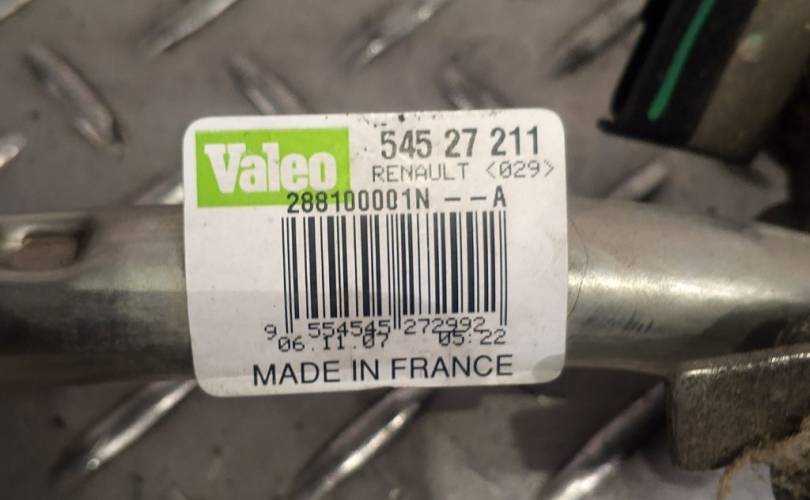 Valeo
545 27 211
RENAULT <029>
288100001N --A
9 554545 272992
06.11.07 05:22
MADE IN FRANCE